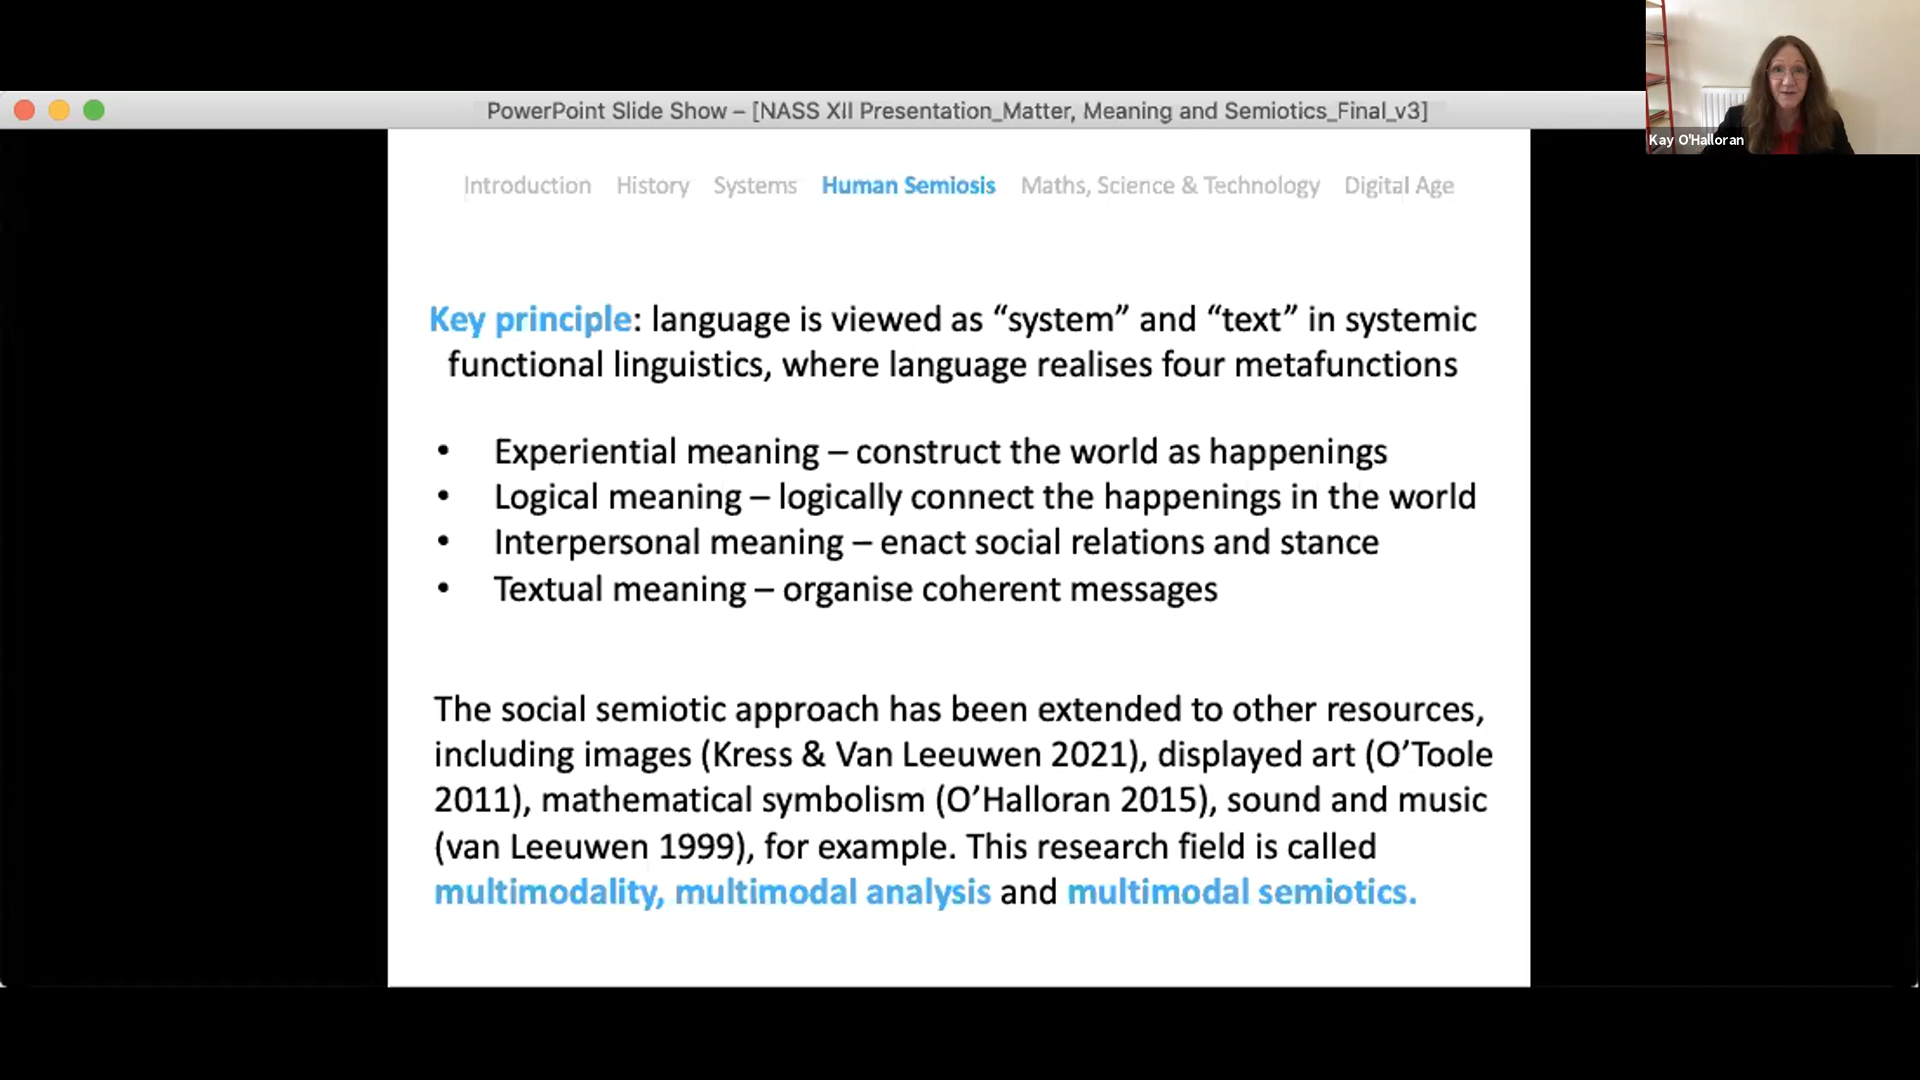 PowerPoint Slide Show – [NASS XII Presentation_Matter, Meaning and Semiotics_Final_v3]
Kay O'Halloran
Introduction History Systems Human Semiosis Maths, Science & Technology Digital Age
Key principle: language is viewed as “system” and “text” in systemic
functional linguistics, where language realises four metafunctions
• Experiential meaning – construct the world as happenings
• Logical meaning – logically connect the happenings in the world
• Interpersonal meaning – enact social relations and stance
• Textual meaning – organise coherent messages
The social semiotic approach has been extended to other resources,
including images (Kress & Van Leeuwen 2021), displayed art (O’Toole
2011), mathematical symbolism (O’Halloran 2015), sound and music
(van Leeuwen 1999), for example. This research field is called
multimodality, multimodal analysis and multimodal semiotics.